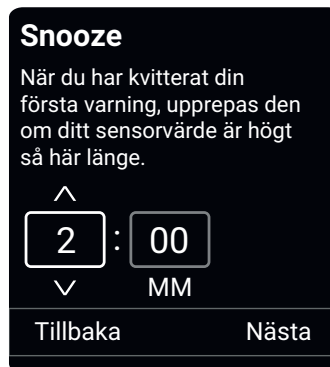 Snooze
När du har kvitterat din
första varning, upprepas den
om ditt sensorvärde är högt
så här länge.
2 : 00
MM
Tillbaka Nästa